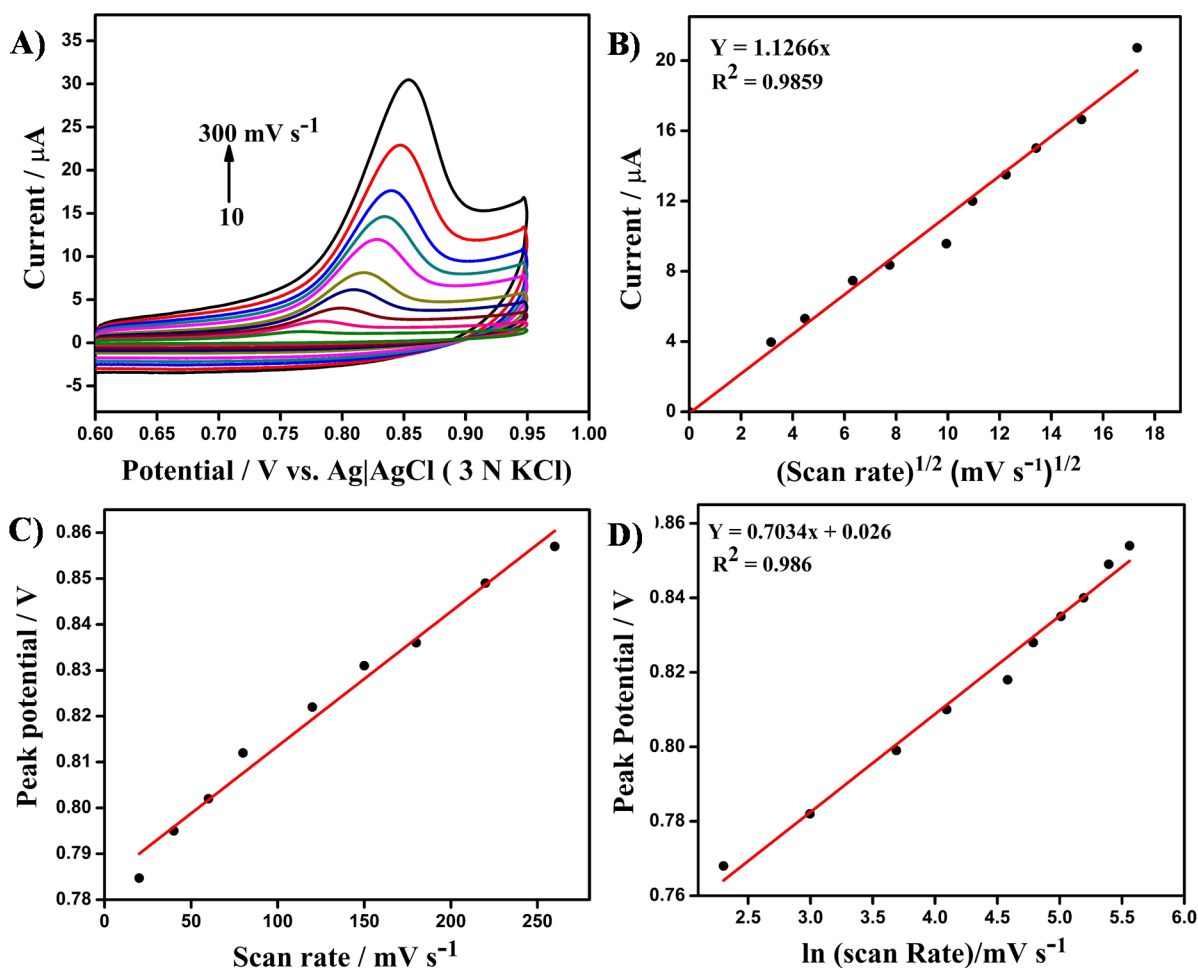 A)
35
30
25
20
15
10
5
0
-5
300 mV s⁻¹
10
Current / μA
0.60 0.65 0.70 0.75 0.80 0.85 0.90 0.95 1.00
Potential / V vs. Ag|AgCl ( 3 N KCl)
B)
Y = 1.1266x
R² = 0.9859
20
16
12
8
4
0
Current / μA
0 2 4 6 8 10 12 14 16 18
(Scan rate)¹/² (mV s⁻¹)¹/²
C)
0.86
0.85
0.84
0.83
0.82
0.81
0.80
0.79
0.78
Peak potential / V
0 50 100 150 200 250
Scan rate / mV s⁻¹
D)
Y = 0.7034x + 0.026
R² = 0.986
0.86
0.84
0.82
0.80
0.78
0.76
Peak Potential / V
2.5 3.0 3.5 4.0 4.5 5.0 5.5 6.0
ln (scan Rate)/mV s⁻¹